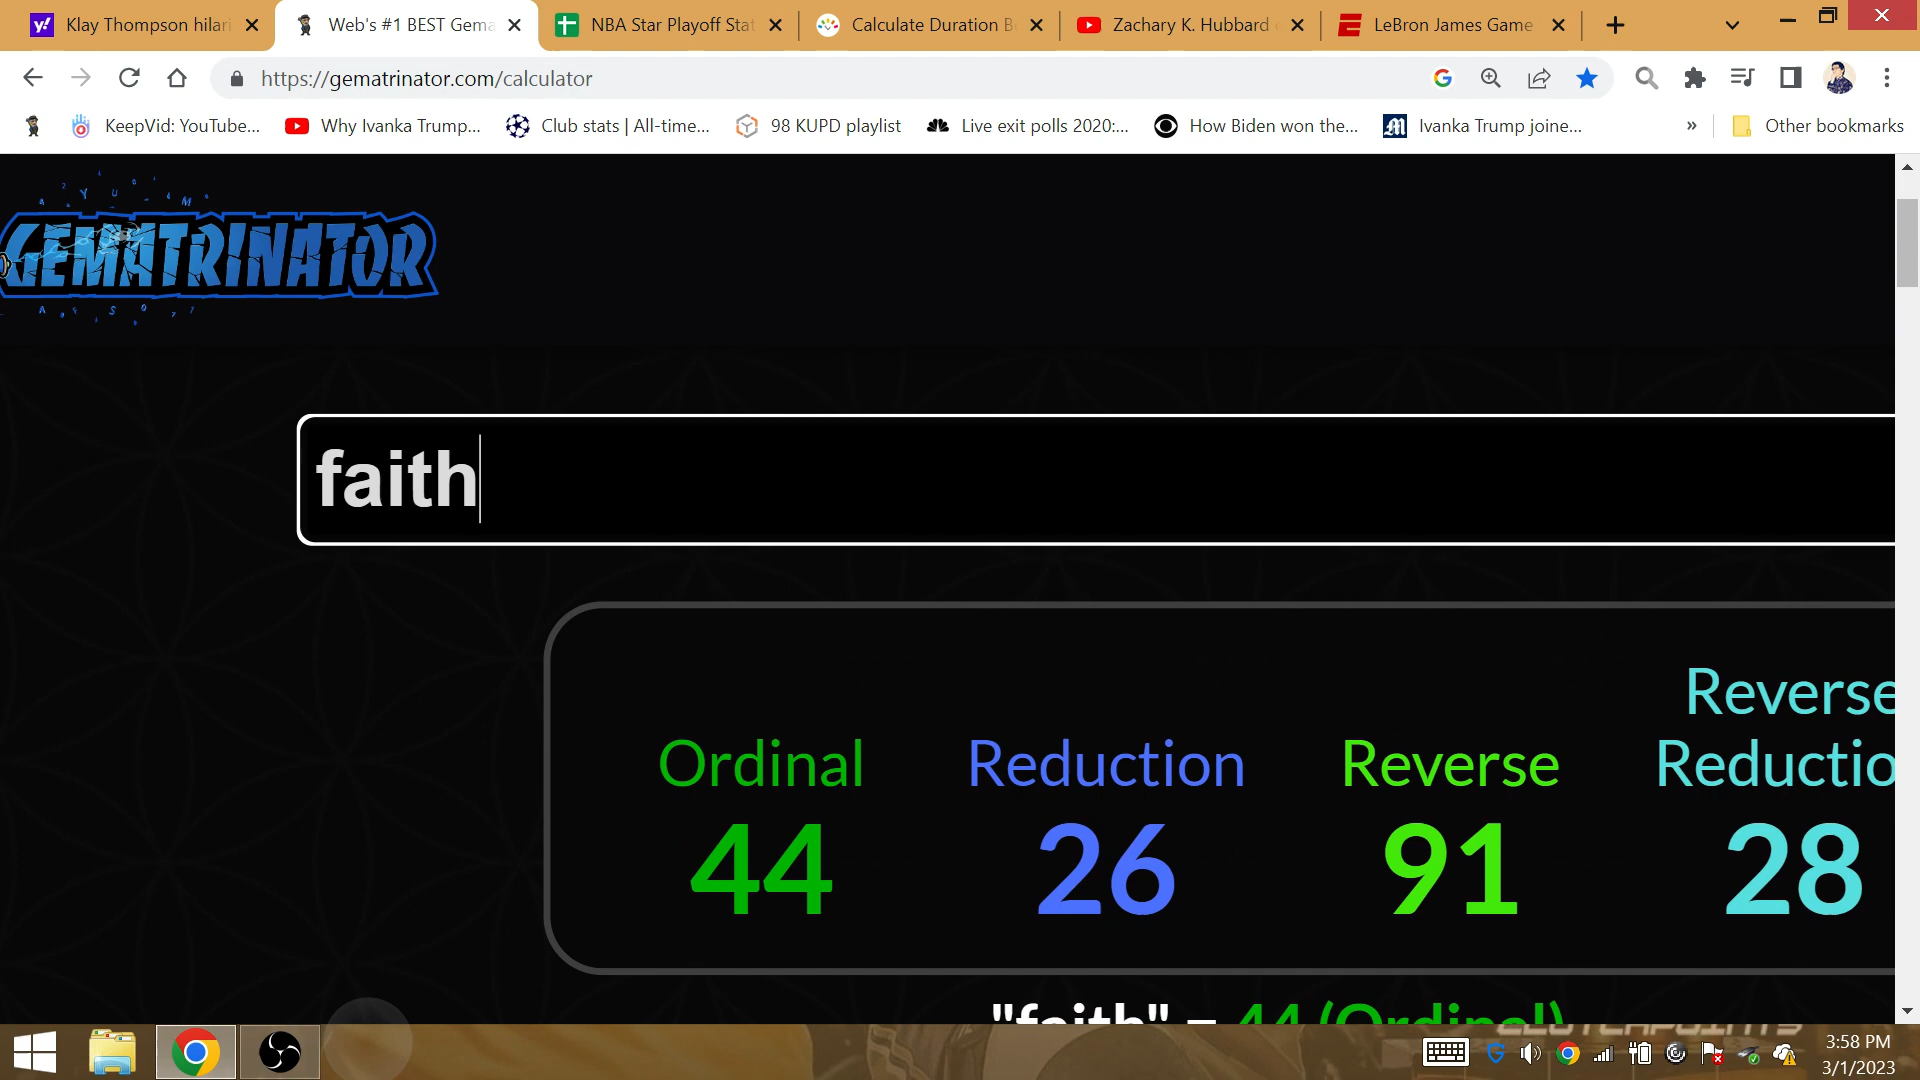 Klay Thompson hilari
Web's #1 BEST Gema
NBA Star Playoff Stat
Calculate Duration B
Zachary K. Hubbard
LeBron James Game
https://gematrinator.com/calculator
KeepVid: YouTube...
Why Ivanka Trump...
Club stats | All-time...
98 KUPD playlist
Live exit polls 2020:...
How Biden won the...
Ivanka Trump joine...
»
Other bookmarks
GEMATRINATOR
faith
Ordinal
Reduction
Reverse
Reverse
Reductio
44
26
91
28
"faith" = 44 (Ordinal)
3:58 PM
3/1/2023